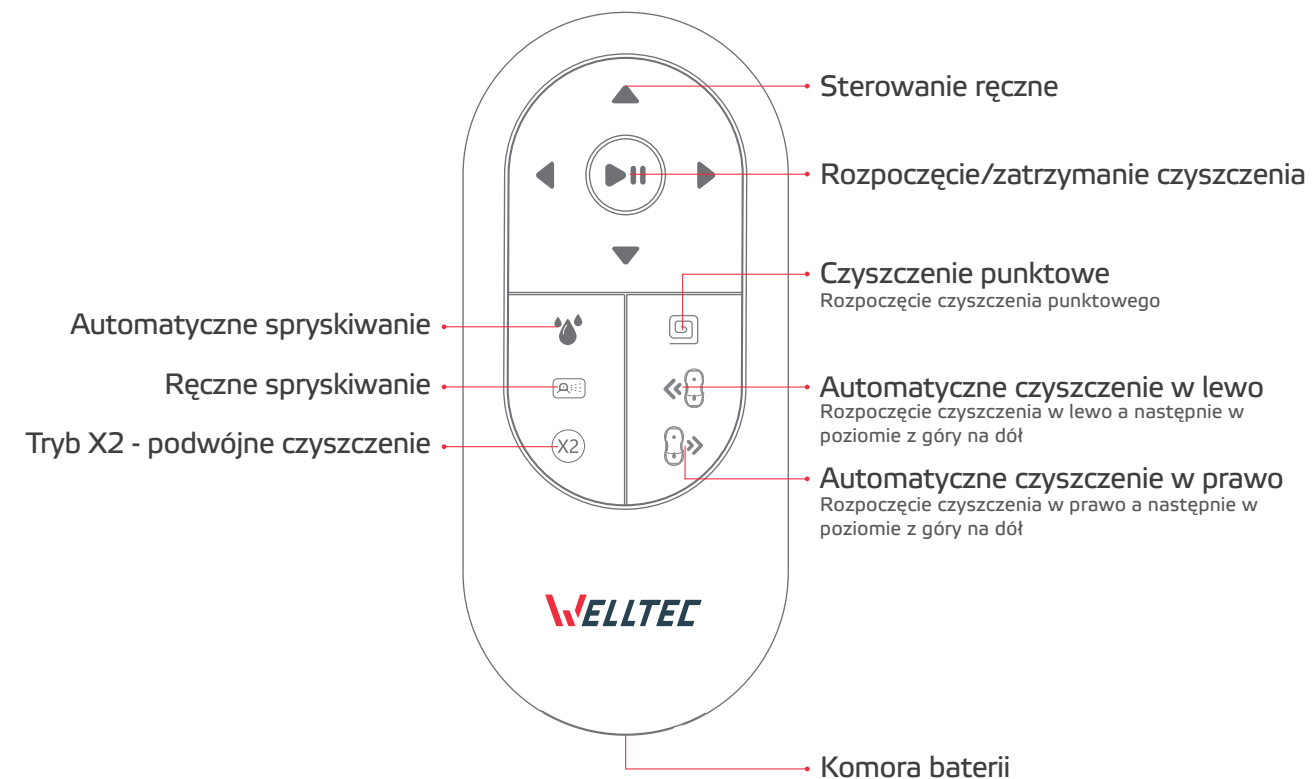 Sterowanie ręczne
Rozpoczęcie/zatrzymanie czyszczenia
Czyszczenie punktowe
Rozpoczęcie czyszczenia punktowego
Automatyczne spryskiwanie
Ręczne spryskiwanie
Tryb X2 - podwójne czyszczenie
X2
Automatyczne czyszczenie w lewo
Rozpoczęcie czyszczenia w lewo a następnie w
poziomie z góry na dół
Automatyczne czyszczenie w prawo
Rozpoczęcie czyszczenia w prawo a następnie w
poziomie z góry na dół
WELLTEC
Komora baterii